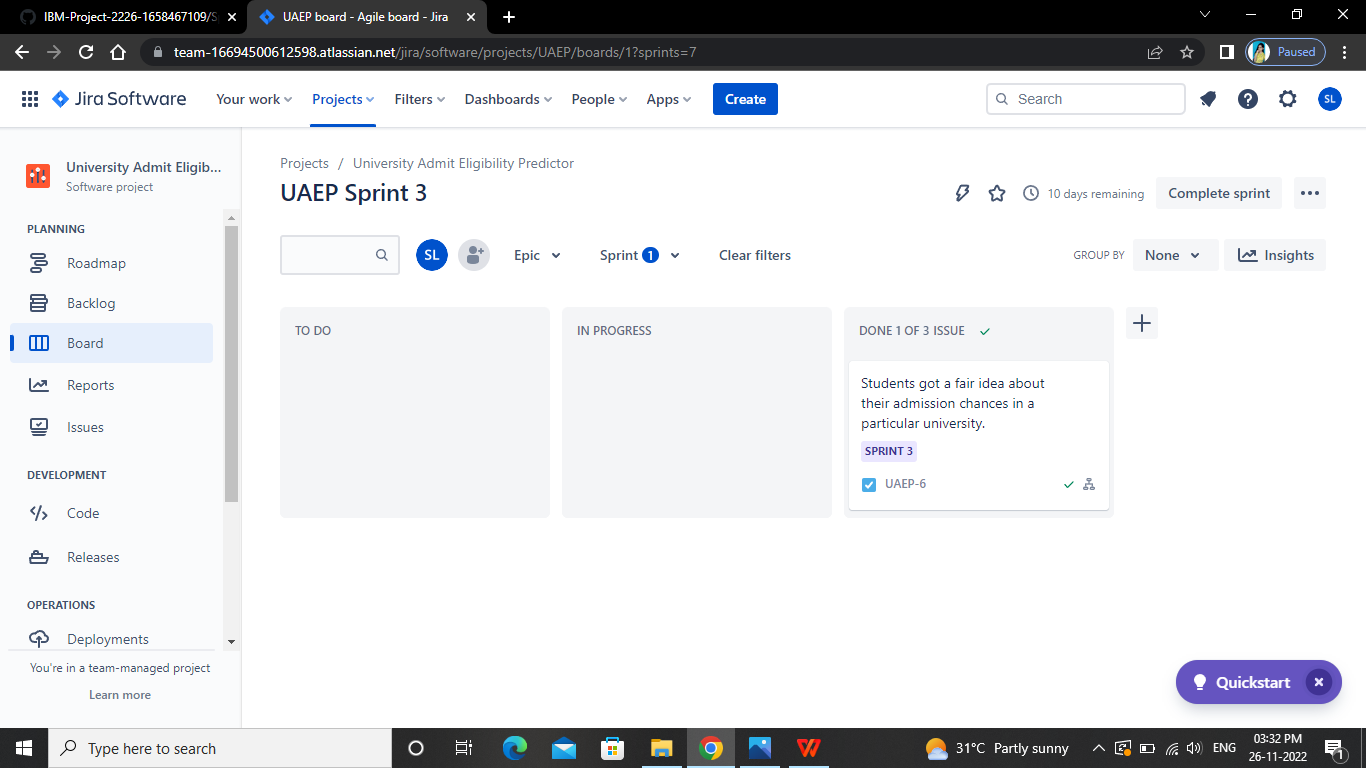 IBM-Project-2226-1658467109/S
UAEP board - Agile board - Jira
team-16694500612598.atlassian.net/jira/software/projects/UAEP/boards/1?sprints=7
Paused
Jira Software
Your work
Projects
Filters
Dashboards
People
Apps
Create
Search
SL
University Admit Eligib...
Software project
PLANNING
Roadmap
Backlog
Board
Reports
Issues
DEVELOPMENT
Code
Releases
OPERATIONS
Deployments
You're in a team-managed project
Learn more
Projects / University Admit Eligibility Predictor
UAEP Sprint 3
10 days remaining
Complete sprint
SL
Epic
Sprint 1
Clear filters
GROUP BY
None
Insights
TO DO
IN PROGRESS
DONE 1 OF 3 ISSUE
Students got a fair idea about
their admission chances in a
particular university.
SPRINT 3
UAEP-6
Quickstart
Type here to search
31°C Partly sunny
ENG
03:32 PM
26-11-2022
1